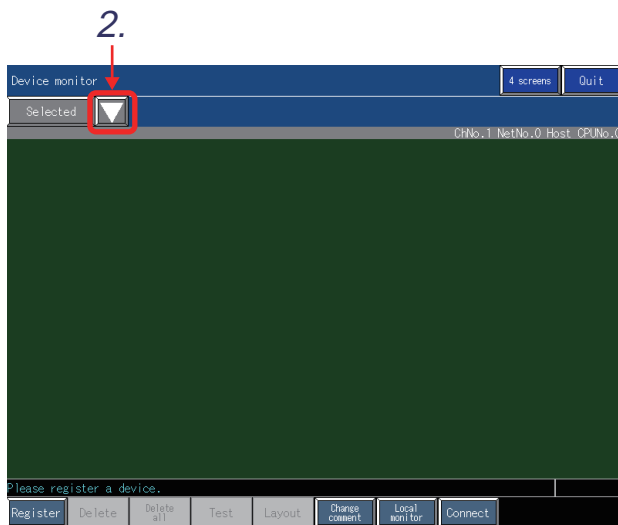 2.
Device monitor
4 screens
Quit
Selected
ChNo.1 NetNo.0 Host CPUNo.0
Please register a device.
Register
Delete
Delete
all
Test
Layout
Change
comment
Local
monitor
Connect